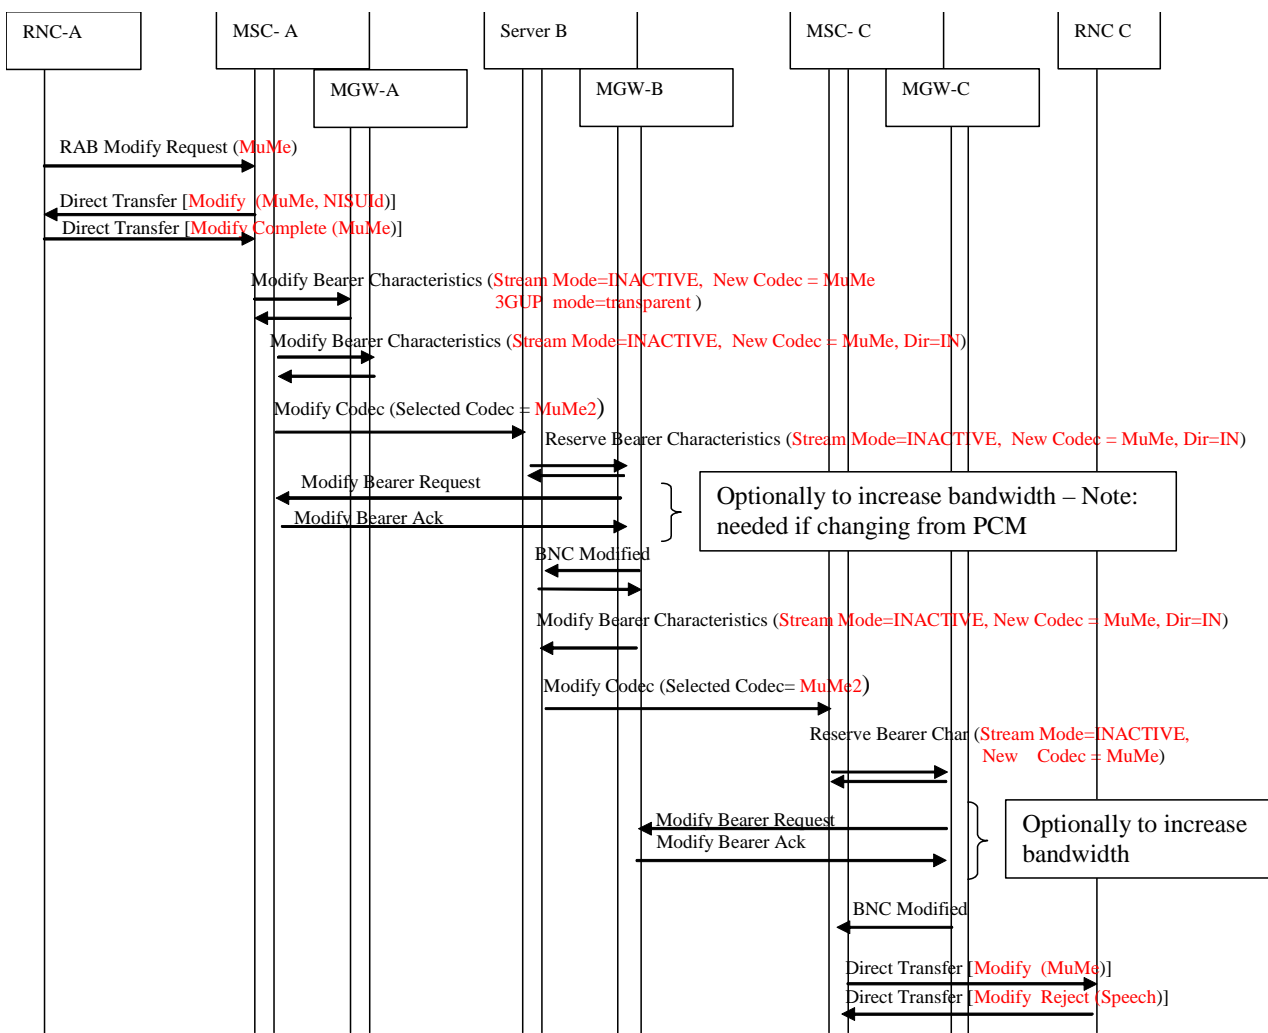 RNC-A
MSC- A
Server B
MSC- C
RNC C
MGW-A
MGW-B
MGW-C
RAB Modify Request (MuMe)
Direct Transfer [Modify (MuMe, NISUId)]
Direct Transfer [Modify Complete (MuMe)]
Modify Bearer Characteristics (Stream Mode=INACTIVE, New Codec = MuMe
3GUP mode=transparent )
Modify Bearer Characteristics (Stream Mode=INACTIVE, New Codec = MuMe, Dir=IN)
Modify Codec (Selected Codec = MuMe2)
Reserve Bearer Characteristics (Stream Mode=INACTIVE, New Codec = MuMe, Dir=IN)
Modify Bearer Request
Modify Bearer Ack
Optionally to increase bandwidth – Note:
needed if changing from PCM
BNC Modified
Modify Bearer Characteristics (Stream Mode=INACTIVE, New Codec = MuMe, Dir=IN)
Modify Codec (Selected Codec= MuMe2)
Reserve Bearer Char (Stream Mode=INACTIVE,
New Codec = MuMe)
Modify Bearer Request
Modify Bearer Ack
Optionally to increase
bandwidth
BNC Modified
Direct Transfer [Modify (MuMe)]
Direct Transfer [Modify Reject (Speech)]